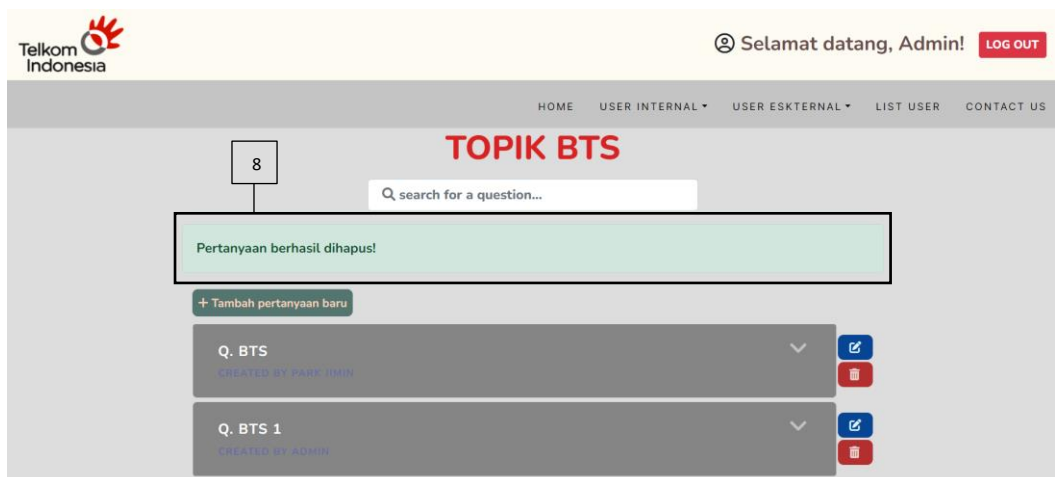 Telkom
Indonesia
Selamat datang, Admin!
LOG OUT
HOME USER INTERNAL USER ESKTERNAL LIST USER CONTACT US
TOPIK BTS
8
search for a question...
Pertanyaan berhasil dihapus!
+ Tambah pertanyaan baru
Q. BTS
CREATED BY PARK JIMIN
Q. BTS 1
CREATED BY ADMIN